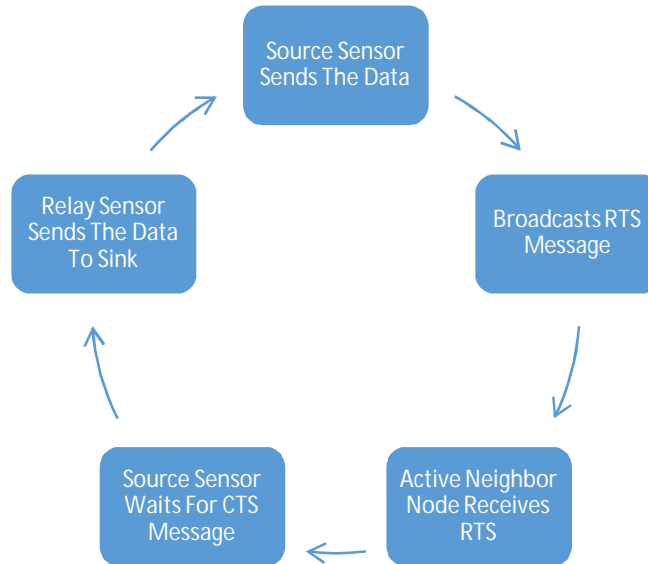 Source Sensor
Sends The Data
Broadcasts RTS
Message
Active Neighbor
Node Receives
RTS
Source Sensor
Waits For CTS
Message
Relay Sensor
Sends The Data
To Sink